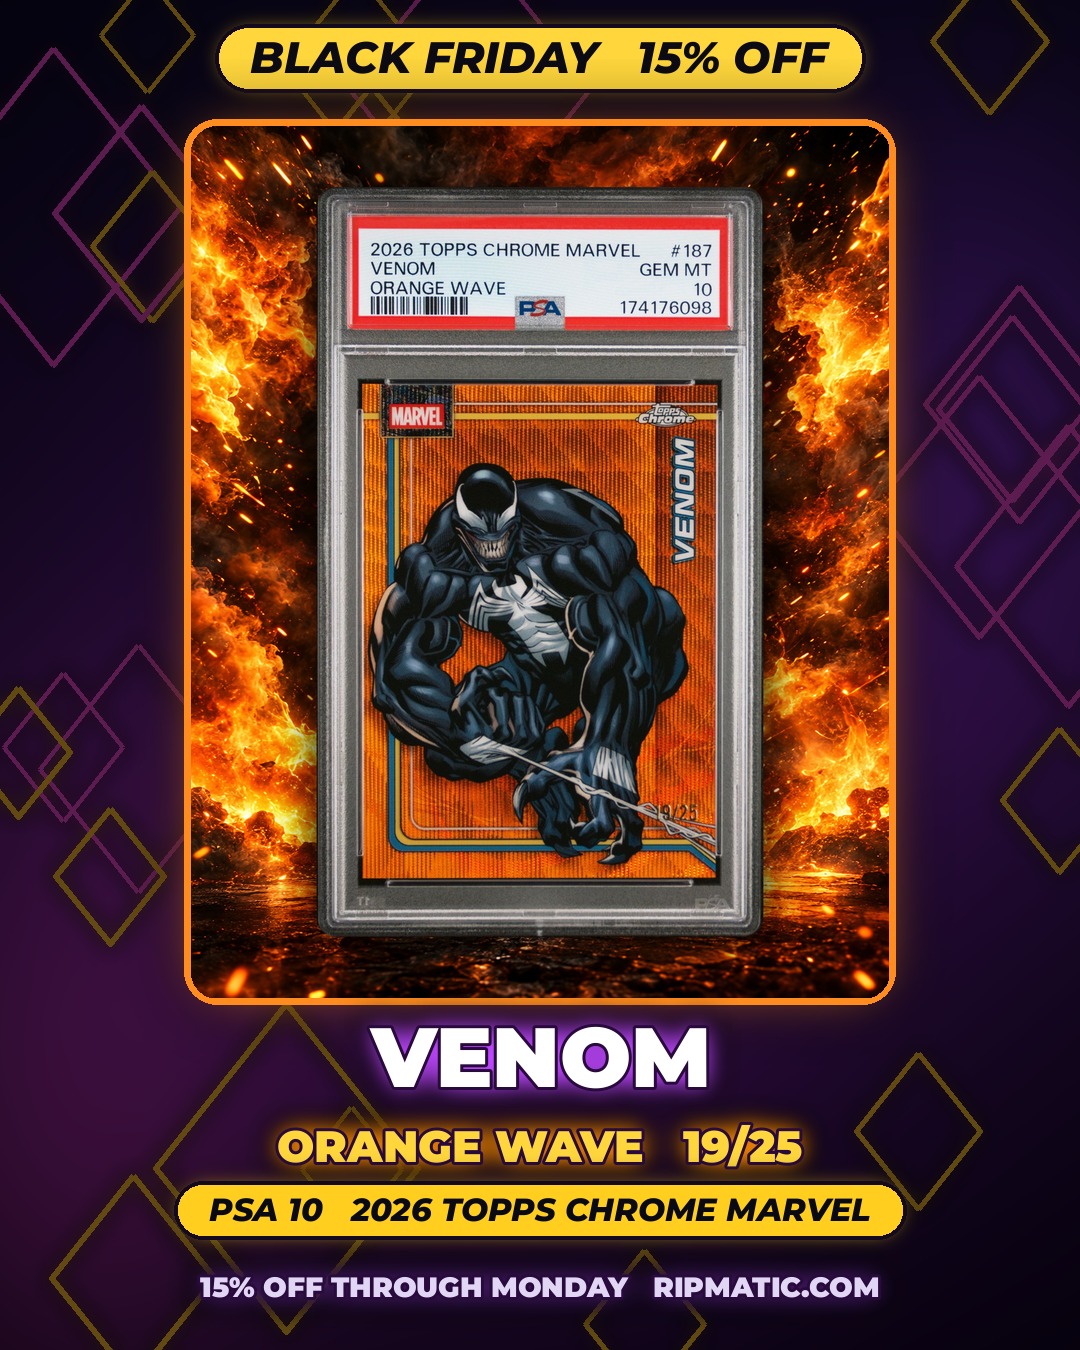 BLACK FRIDAY 15% OFF
2026 TOPPS CHROME MARVEL #187
VENOM GEM MT
ORANGE WAVE 10
PSA 174176098
MARVEL
Topps Chrome
VENOM
19/25
PSA
VENOM
ORANGE WAVE 19/25
PSA 10 2026 TOPPS CHROME MARVEL
15% OFF THROUGH MONDAY RIPMATIC.COM